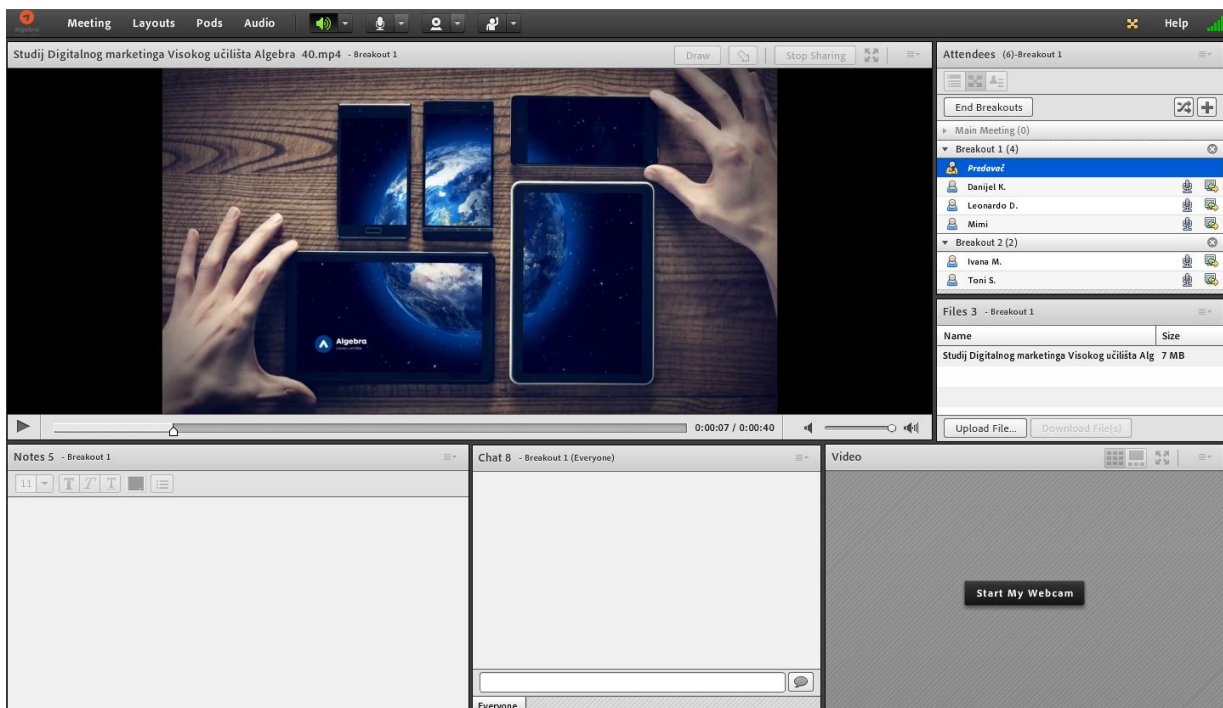 Algebra
Meeting Layouts Pods Audio
Help
Studij Digitalnog marketinga Visokog učilišta Algebra 40.mp4 - Breakout 1
Draw
Stop Sharing
Algebra
0:00:07 / 0:00:40
Attendees (6)-Breakout 1
End Breakouts
Main Meeting (0)
Breakout 1 (4)
Predavač
Danijel K.
Leonardo D.
Mimi
Breakout 2 (2)
Ivana M.
Toni S.
Files 3 - Breakout 1
Name Size
Studij Digitalnog marketinga Visokog učilišta Alg 7 MB
Upload File... Download File(s)
Notes 5 - Breakout 1
11 T T T
Chat 8 - Breakout 1 (Everyone)
Everyone
Video
Start My Webcam